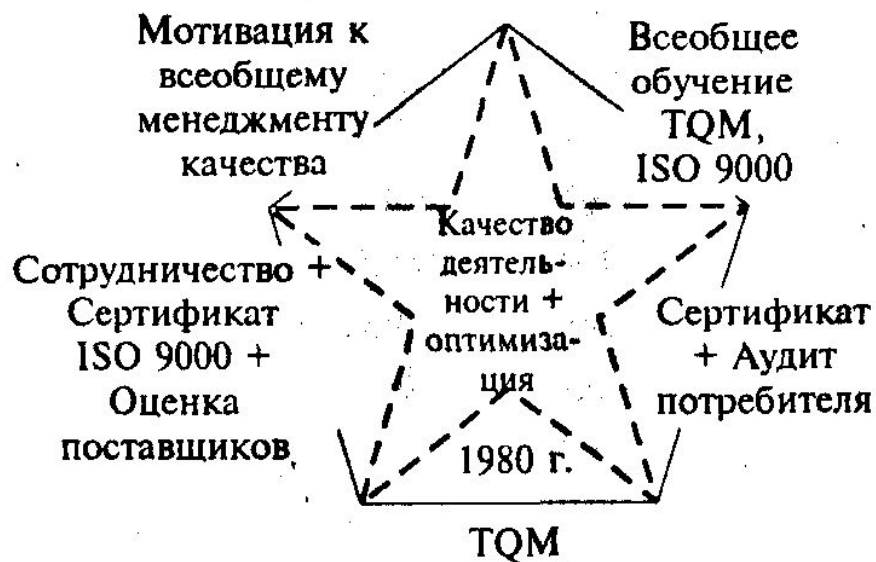 Мотивация к
всеобщему
менеджменту
качества
Всеобщее
обучение
TQM,
ISO 9000
Качество
деятель-
ности +
оптимиза-
ция
Сотрудничество +
Сертификат
ISO 9000 +
Оценка
поставщиков
Сертификат
+ Аудит
потребителя
1980 г.
TQM